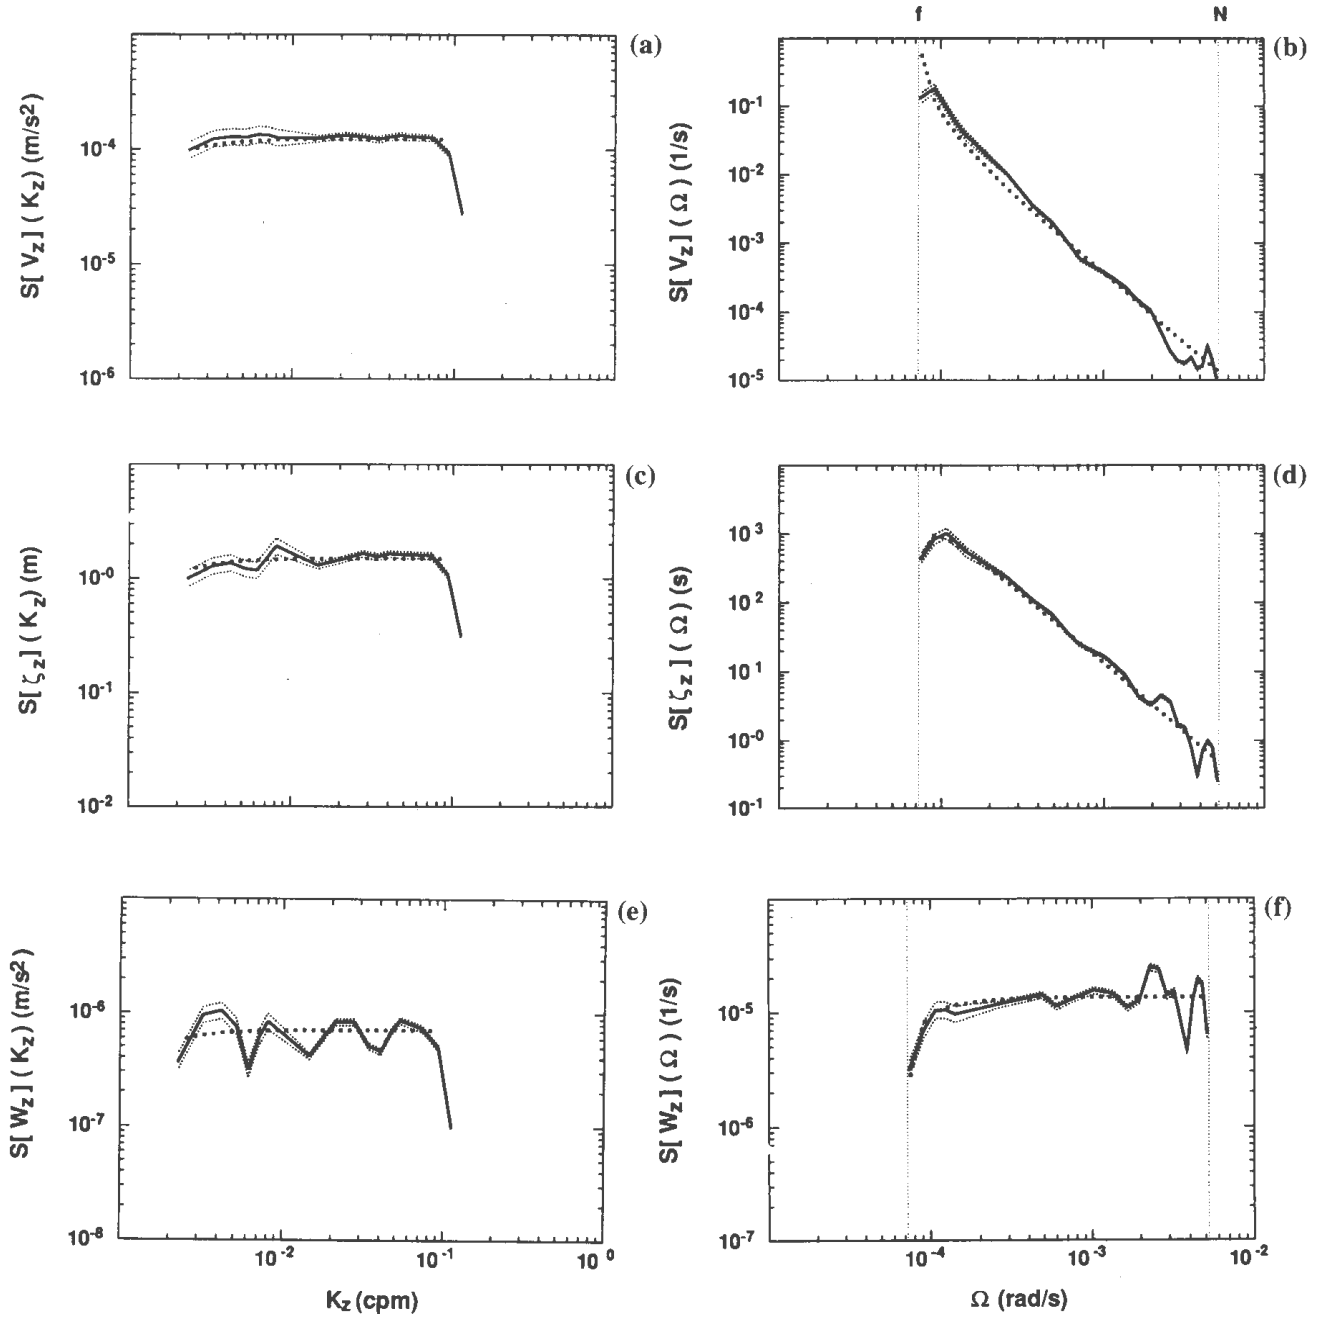 f N
(a)
S[ V_z ] ( K_z ) (m/s²)
10⁻⁴
10⁻⁵
10⁻⁶
(b)
S[ V_z ] ( Ω ) (1/s)
10⁻¹
10⁻²
10⁻³
10⁻⁴
10⁻⁵
(c)
S[ ζ_z ] ( K_z ) (m)
10⁻⁰
10⁻¹
10⁻²
(d)
S[ ζ_z ] ( Ω ) (s)
10³
10²
10¹
10⁻⁰
10⁻¹
(e)
S[ W_z ] ( K_z ) (m/s²)
10⁻⁶
10⁻⁷
10⁻⁸
10⁻² 10⁻¹ 10⁰
K_z (cpm)
(f)
S[ W_z ] ( Ω ) (1/s)
10⁻⁵
10⁻⁶
10⁻⁷
10⁻⁴ 10⁻³ 10⁻²
Ω (rad/s)